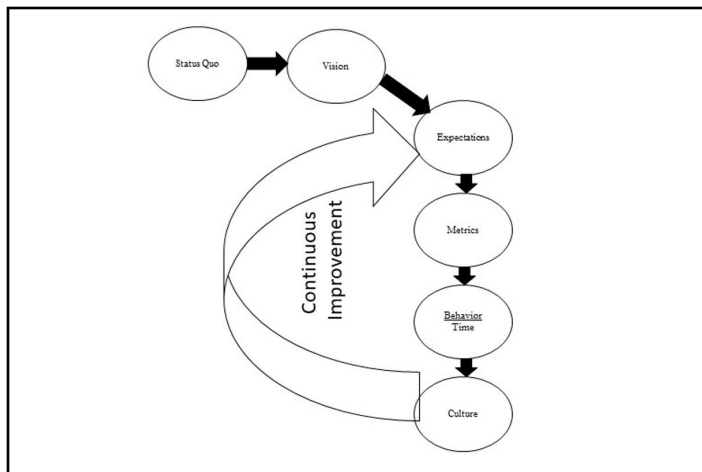 Status Quo
Vision
Expectations
Metrics
Behavior
Time
Culture
Continuous
Improvement